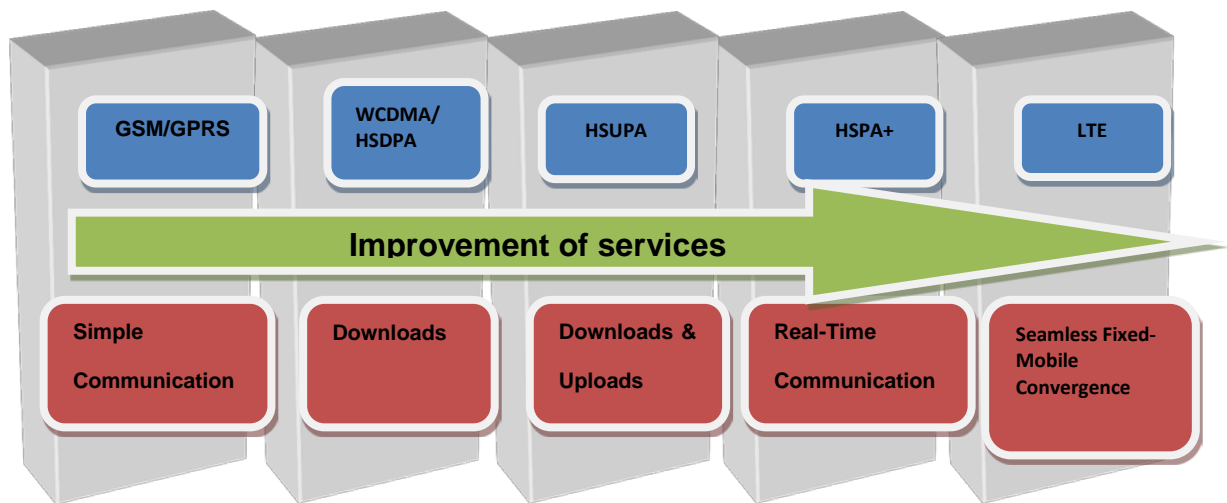 GSM/GPRS
WCDMA/
HSDPA
HSUPA
HSPA+
LTE
Improvement of services
Simple
Communication
Downloads
Downloads &
Uploads
Real-Time
Communication
Seamless Fixed-
Mobile
Convergence